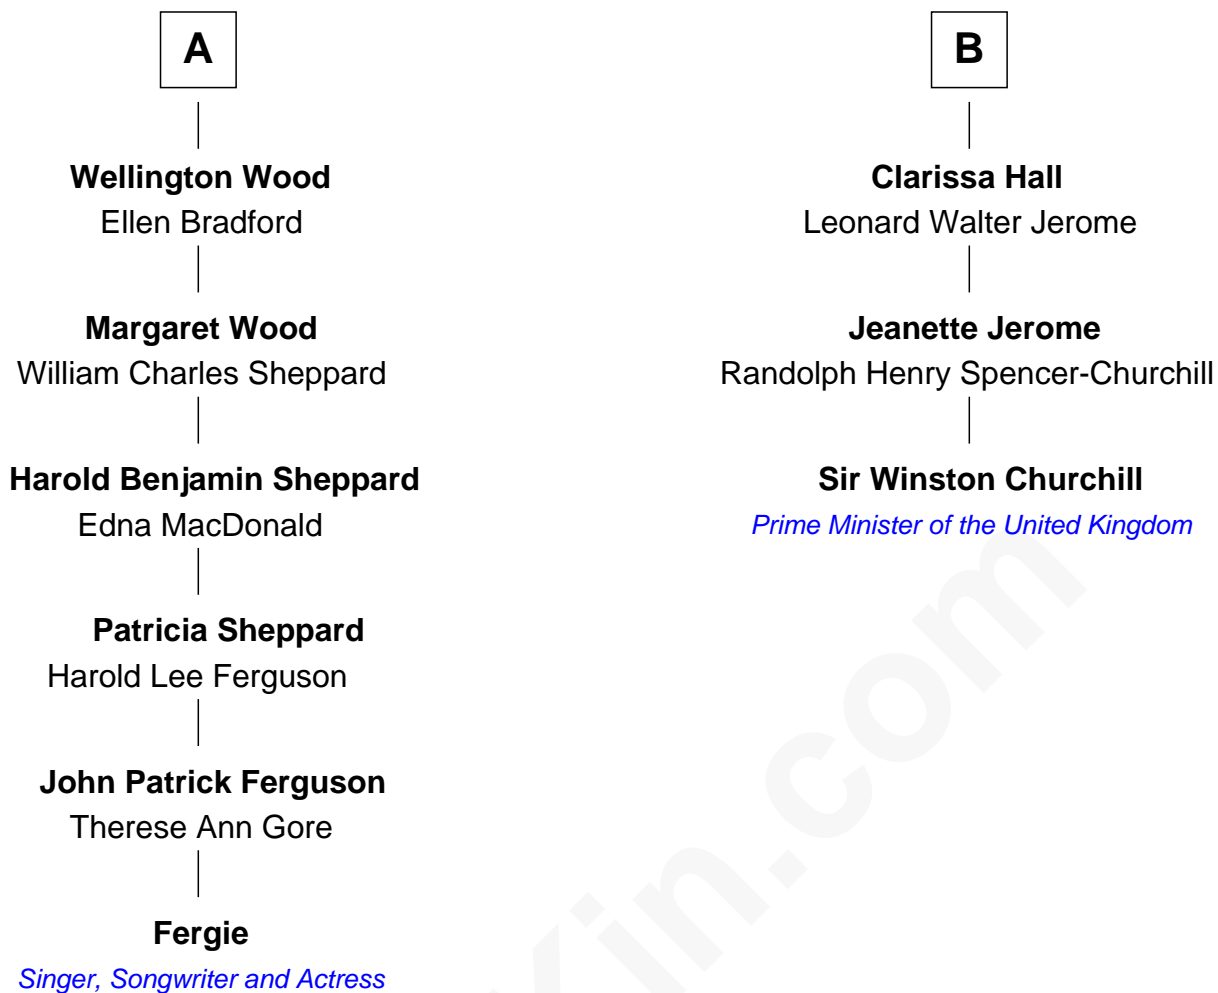 A
Wellington Wood
Ellen Bradford
Margaret Wood
William Charles Sheppard
Harold Benjamin Sheppard
Edna MacDonald
Patricia Sheppard
Harold Lee Ferguson
John Patrick Ferguson
Therese Ann Gore
Fergie
Singer, Songwriter and Actress
B
Clarissa Hall
Leonard Walter Jerome
Jeanette Jerome
Randolph Henry Spencer-Churchill
Sir Winston Churchill
Prime Minister of the United Kingdom
Kin.com